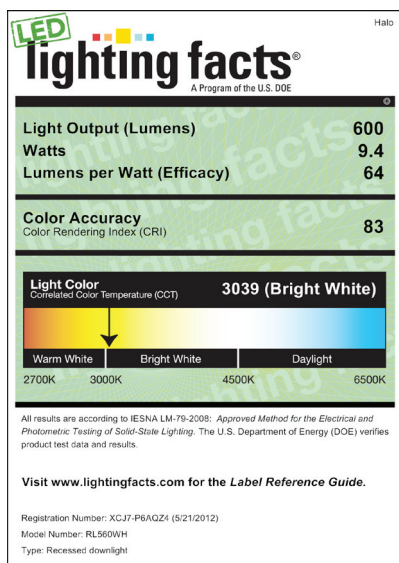 Halo
LED
lighting facts®
A Program of the U.S. DOE
Light Output (Lumens) 600
Watts 9.4
Lumens per Watt (Efficacy) 64
Color Accuracy
Color Rendering Index (CRI) 83
Light Color
Correlated Color Temperature (CCT) 3039 (Bright White)
Warm White Bright White Daylight
2700K 3000K 4500K 6500K
All results are according to IESNA LM-79-2008: Approved Method for the Electrical and
Photometric Testing of Solid-State Lighting. The U.S. Department of Energy (DOE) verifies
product test data and results.
Visit www.lightingfacts.com for the Label Reference Guide.
Registration Number: XCJ7-P6AQZ4 (5/21/2012)
Model Number: RL560WH
Type: Recessed downlight